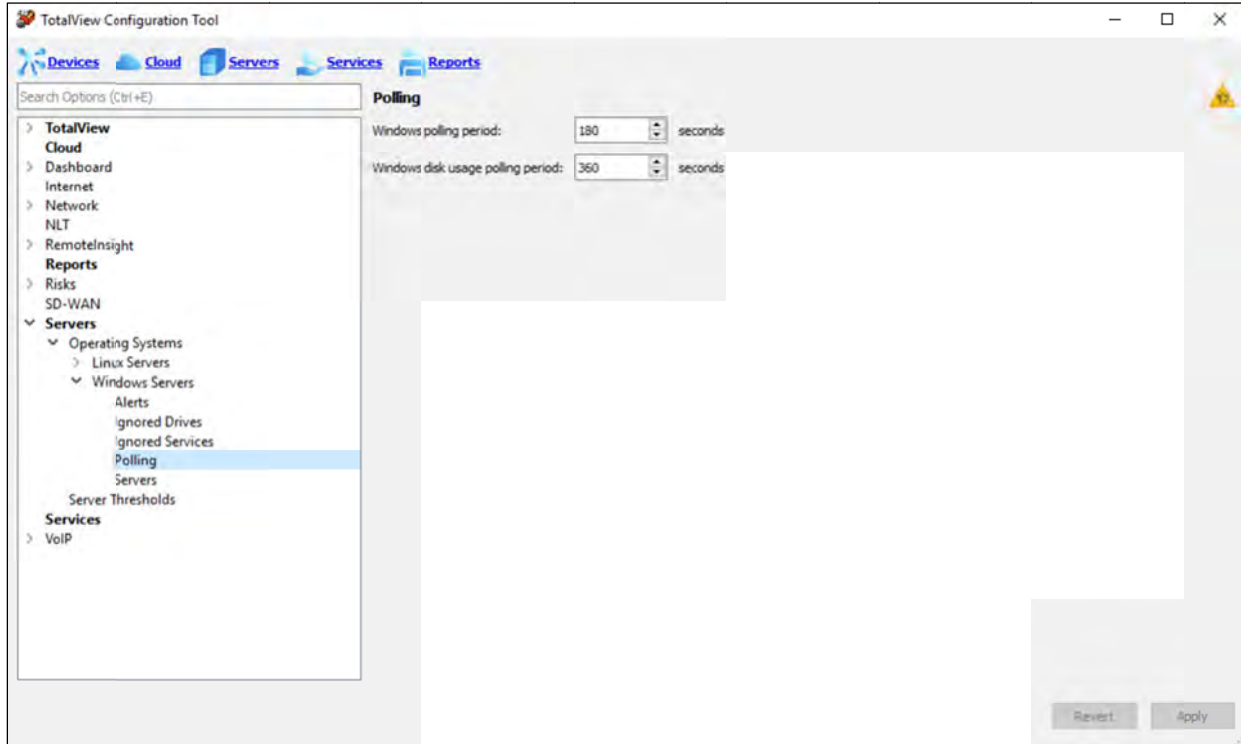 TotalView Configuration Tool
Devices Cloud Servers Services Reports
Search Options (Ctrl+E)
TotalView
Cloud
Dashboard
Internet
Network
NLT
RemoteInsight
Reports
Risks
SD-WAN
Servers
Operating Systems
Linux Servers
Windows Servers
Alerts
Ignored Drives
Ignored Services
Polling
Servers
Server Thresholds
Services
VoIP
Polling
Windows polling period: 180 seconds
Windows disk usage polling period: 360 seconds
Revert Apply